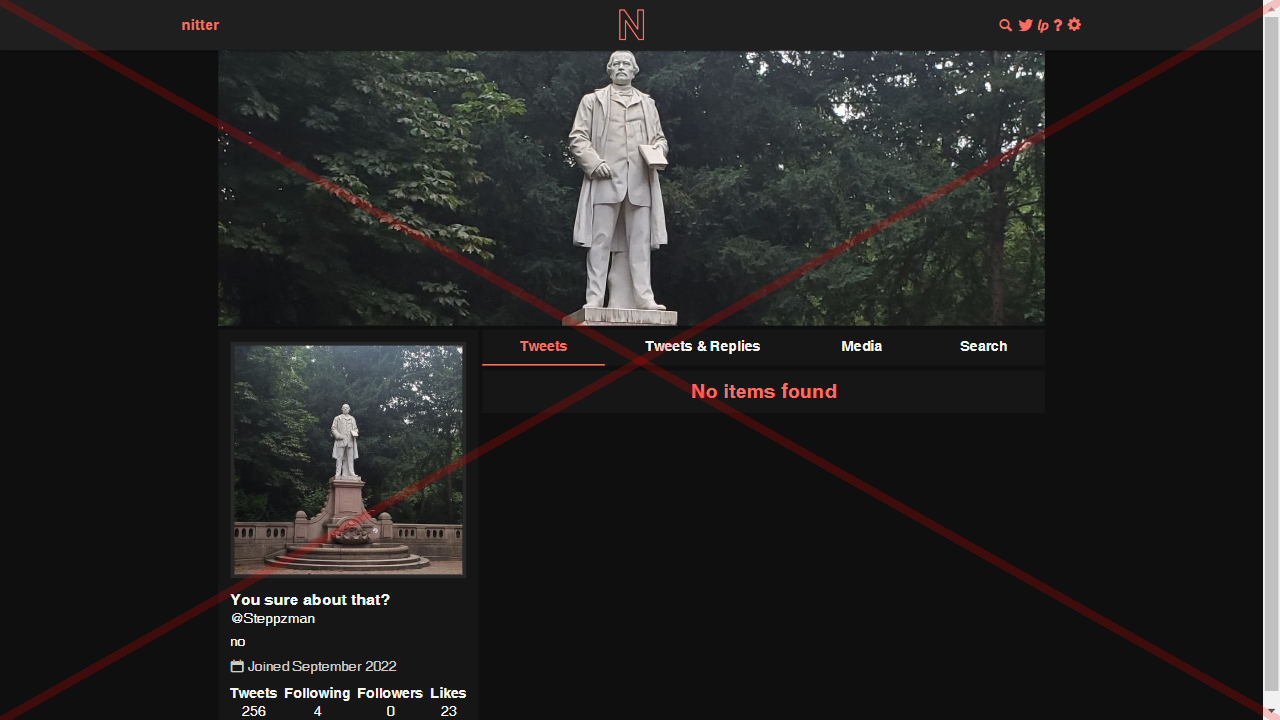 nitter
N
lp ?
Tweets Tweets & Replies Media Search
No items found
You sure about that?
@Steppzman
no
Joined September 2022
Tweets Following Followers Likes
256 4 0 23